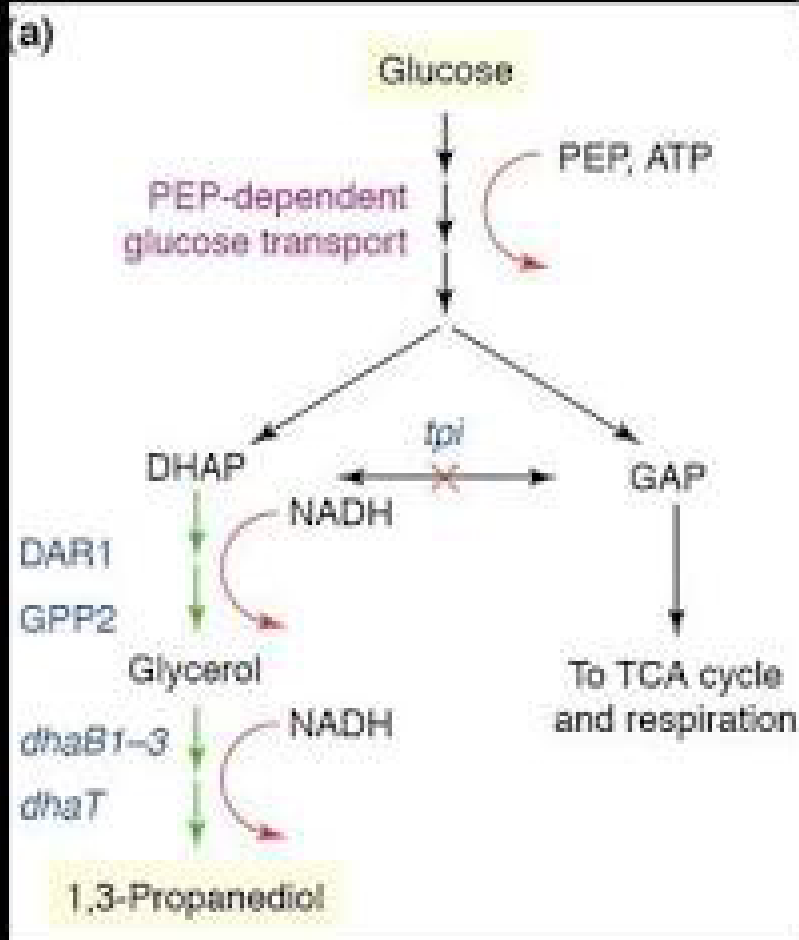 (a)
Glucose
PEP, ATP
PEP-dependent
glucose transport
tpi
DHAP
GAP
NADH
DAR1
GPP2
Glycerol
To TCA cycle
and respiration
NADH
dhaB1–3
dhaT
1,3-Propanediol